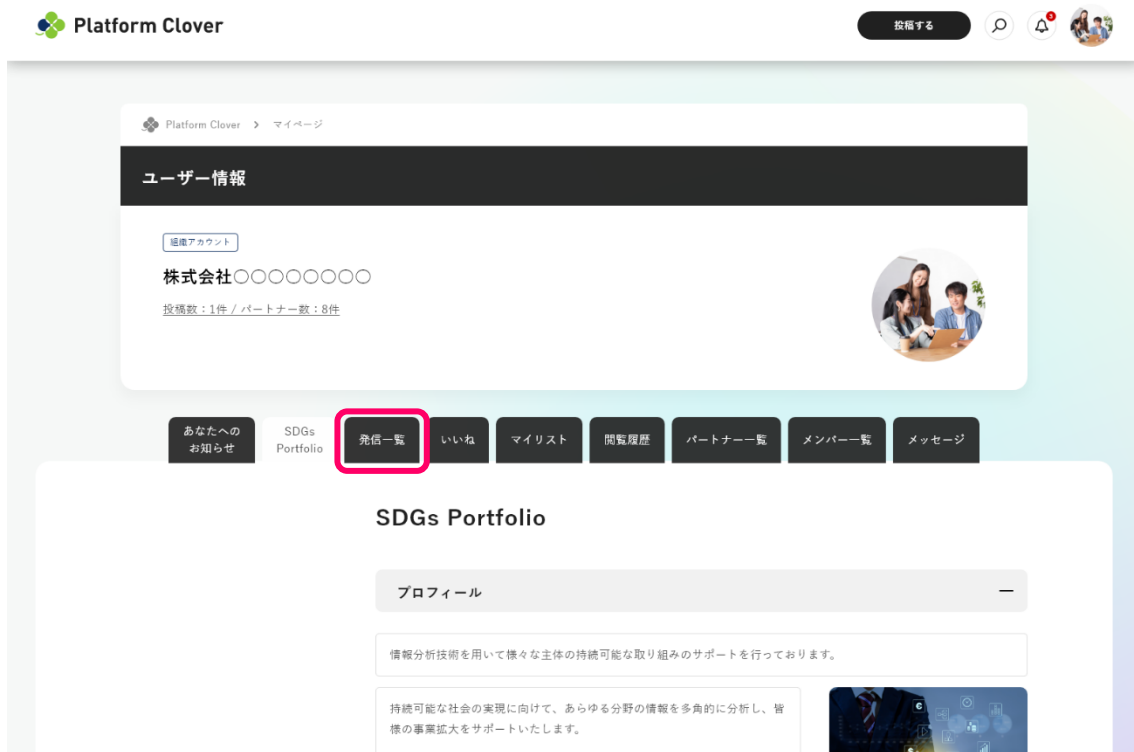 Platform Clover
投稿する
3
Platform Clover > マイページ
ユーザー情報
組織アカウント
株式会社○○○○○○○○
投稿数：1件 / パートナー数：8件
あなたへの
お知らせ
SDGs
Portfolio
発信一覧
いいね
マイリスト
閲覧履歴
パートナー一覧
メンバー一覧
メッセージ
SDGs Portfolio
プロフィール
情報分析技術を用いて様々な主体の持続可能な取り組みのサポートを行っております。
持続可能な社会の実現に向けて、あらゆる分野の情報を多角的に分析し、皆
様の事業拡大をサポートいたします。